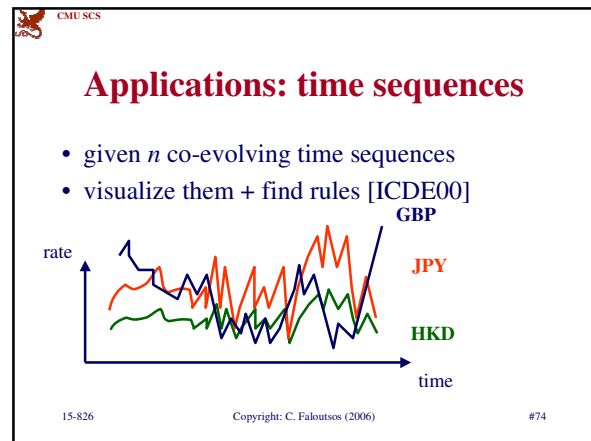 CMU SCS
Applications: time sequences
• given n co-evolving time sequences
• visualize them + find rules [ICDE00]
GBP
rate
JPY
HKD
time
15-826 Copyright: C. Faloutsos (2006) #74